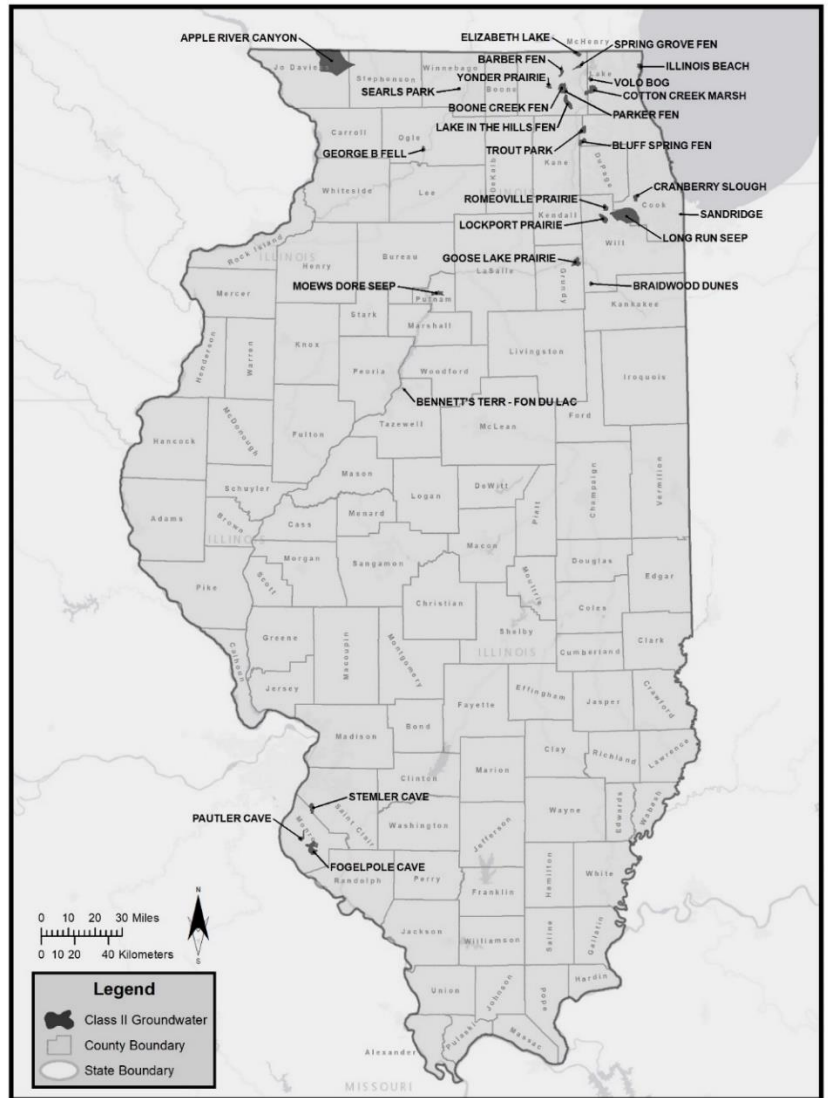 APPLE RIVER CANYON
ELIZABETH LAKE
McHenry
SPRING GROVE FEN
BARBER FEN
ILLINOIS BEACH
Jo Daviess
Stephenson
Winnebago
Boone
Lake
YONDER PRAIRIE
VOLO BOG
SEARLS PARK
COTTON CREEK MARSH
BOONE CREEK FEN
PARKER FEN
LAKE IN THE HILLS FEN
Carroll
Ogle
TROUT PARK
BLUFF SPRING FEN
GEORGE B FELL
DeKalb
Kane
DuPage
CRANBERRY SLOUGH
Whiteside
Lee
ILLINOIS
ROMEOVILLE PRAIRIE
Cook
Kendall
SANDRIDGE
LOCKPORT PRAIRIE
Will
LONG RUN SEEP
Rock Island
ILLINOIS
Henry
Bureau
LaSalle
GOOSE LAKE PRAIRIE
Grundy
MOEWS DORE SEEP
BRAIDWOOD DUNES
Mercer
Putnam
Kankakee
Stark
Marshall
Henderson
Warren
Knox
Peoria
Woodford
Livingston
Iroquois
BENNETT'S TERR - FON DU LAC
Ford
Hancock
McDonough
Fulton
Tazewell
McLean
Mason
Schuyler
Logan
DeWitt
Champaign
Vermilion
Adams
Brown
Cass
Menard
Piatt
ILLINOIS
Macon
Morgan
Sangamon
Douglas
Edgar
Pike
Scott
Christian
Moultrie
Coles
Greene
Macoupin
Montgomery
Shelby
Clark
Calhoun
ILLINOIS
Cumberland
Jersey
Fayette
Effingham
Jasper
Crawford
Madison
Bond
Clay
Richland
Lawrence
Clinton
Marion
STEMLER CAVE
Wayne
Edwards
Wabash
PAUTLER CAVE
Monroe
Saint Clair
Washington
Jefferson
FOGELPOLE CAVE
Randolph
Perry
Hamilton
White
Franklin
Jackson
Williamson
Saline
Gallatin
Union
Johnson
Pope
Hardin
Pulaski
Massac
Alexander
MISSOURI
N
S
0 10 20 30 Miles
0 10 20 40 Kilometers
Legend
Class II Groundwater
County Boundary
State Boundary